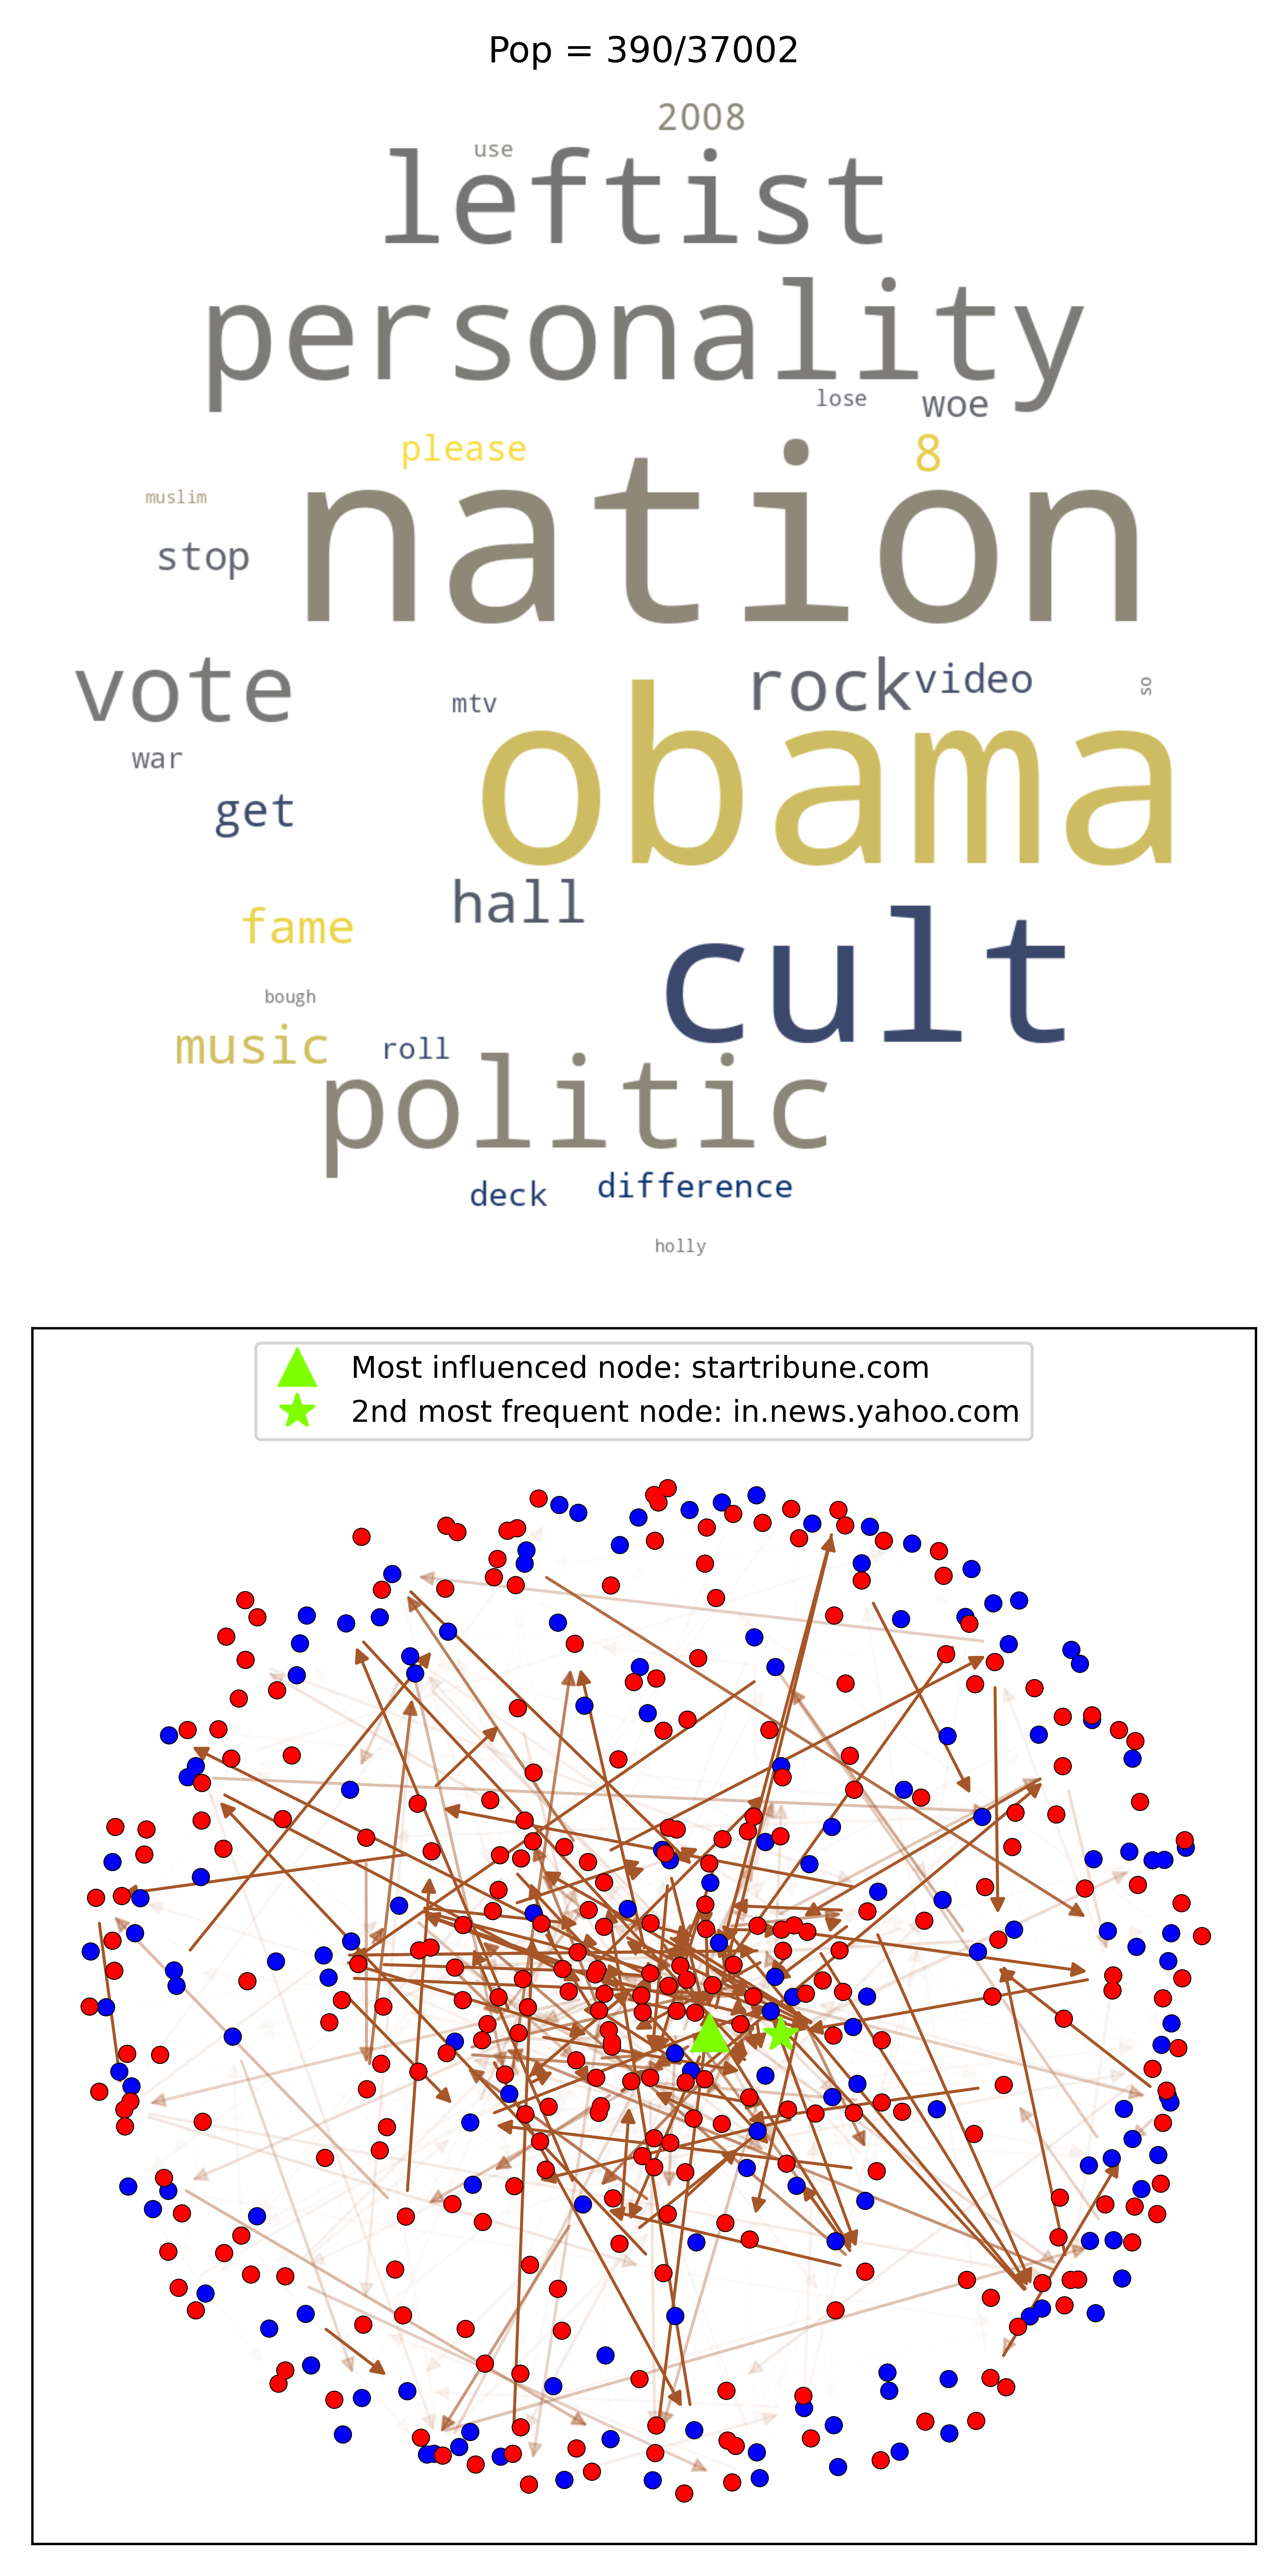 Pop = 390/37002
2008
use
leftist
personality
lose
woe
please
8
muslim
nation
stop
vote
rock
video
so
mtv
war
obama
get
hall
fame
cult
bough
music
roll
politic
deck
difference
holly
Most influenced node: startribune.com
2nd most frequent node: in.news.yahoo.com